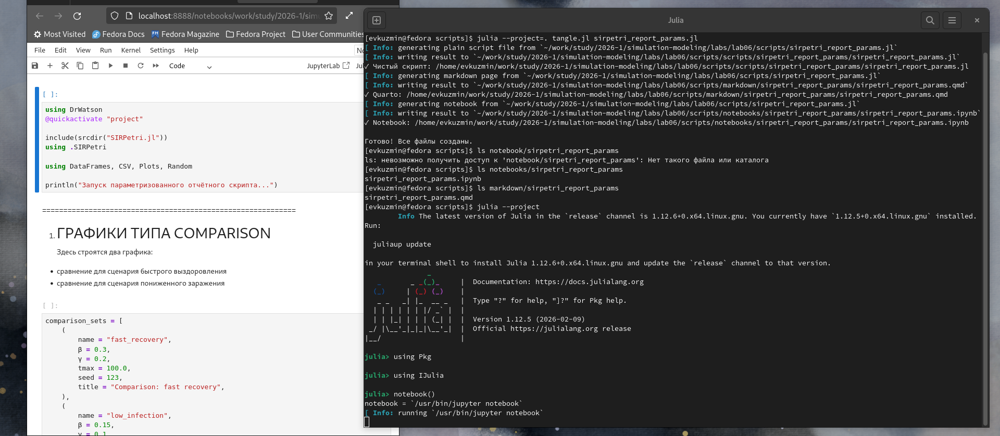 localhost:8888/notebooks/work/study/2026-1/simu
Most Visited Fedora Docs Fedora Magazine Fedora Project User Communities
File Edit View Run Kernel Settings Help
Code JupyterLab
[ ]:
using DrWatson
@quickactivate "project"
include(srcdir("SIRPetri.jl"))
using .SIRPetri
using DataFrames, CSV, Plots, Random
println("Запуск параметризованного отчётного скрипта...")
============================================================
1. ГРАФИКИ ТИПА COMPARISON
Здесь строятся два графика:
• сравнение для сценария быстрого выздоровления
• сравнение для сценария пониженного заражения
[ ]:
comparison_sets = [
(
name = "fast_recovery",
β = 0.3,
γ = 0.2,
tmax = 100.0,
seed = 123,
title = "Comparison: fast recovery",
),
(
name = "low_infection",
β = 0.15,
γ = 0.1
Julia
[evkuzmin@fedora scripts]$ julia --project=. tangle.jl sirpetri_report_params.jl
[ Info: generating plain script file from `~/work/study/2026-1/simulation-modeling/labs/lab06/scripts/sirpetri_report_params.jl`
[ Info: writing result to `~/work/study/2026-1/simulation-modeling/labs/lab06/scripts/scripts/sirpetri_report_params/sirpetri_report_params.jl`
✓ Чистый скрипт: /home/evkuzmin/work/study/2026-1/simulation-modeling/labs/lab06/scripts/scripts/sirpetri_report_params/sirpetri_report_params.jl
[ Info: generating markdown page from `~/work/study/2026-1/simulation-modeling/labs/lab06/scripts/sirpetri_report_params.jl`
[ Info: writing result to `~/work/study/2026-1/simulation-modeling/labs/lab06/scripts/markdown/sirpetri_report_params/sirpetri_report_params.qmd`
✓ Quarto: /home/evkuzmin/work/study/2026-1/simulation-modeling/labs/lab06/scripts/markdown/sirpetri_report_params/sirpetri_report_params.qmd
[ Info: generating notebook from `~/work/study/2026-1/simulation-modeling/labs/lab06/scripts/sirpetri_report_params.jl`
[ Info: writing result to `~/work/study/2026-1/simulation-modeling/labs/lab06/scripts/notebooks/sirpetri_report_params/sirpetri_report_params.ipynb`
✓ Notebook: /home/evkuzmin/work/study/2026-1/simulation-modeling/labs/lab06/scripts/notebooks/sirpetri_report_params/sirpetri_report_params.ipynb
Готово! Все файлы созданы.
[evkuzmin@fedora scripts]$ ls notebook/sirpetri_report_params
ls: невозможно получить доступ к 'notebook/sirpetri_report_params': Нет такого файла или каталога
[evkuzmin@fedora scripts]$ ls notebooks/sirpetri_report_params
sirpetri_report_params.ipynb
[evkuzmin@fedora scripts]$ ls markdown/sirpetri_report_params
sirpetri_report_params.qmd
[evkuzmin@fedora scripts]$ julia --project
Info The latest version of Julia in the `release` channel is 1.12.6+0.x64.linux.gnu. You currently have `1.12.5+0.x64.linux.gnu` installed.
Run:
juliaup update
in your terminal shell to install Julia 1.12.6+0.x64.linux.gnu and update the `release` channel to that version.
| Documentation: https://docs.julialang.org
| Type "?" for help, "]?" for Pkg help.
| Version 1.12.5 (2026-02-09)
| Official https://julialang.org release
julia> using Pkg
julia> using IJulia
julia> notebook()
notebook = `/usr/bin/jupyter notebook`
[ Info: running `/usr/bin/jupyter notebook`